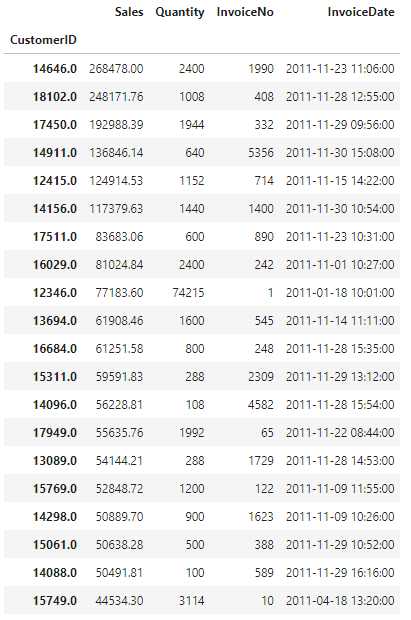 Sales Quantity InvoiceNo InvoiceDate
CustomerID
14646.0 268478.00 2400 1990 2011-11-23 11:06:00
18102.0 248171.76 1008 408 2011-11-28 12:55:00
17450.0 192988.39 1944 332 2011-11-29 09:56:00
14911.0 136846.14 640 5356 2011-11-30 15:08:00
12415.0 124914.53 1152 714 2011-11-15 14:22:00
14156.0 117379.63 1440 1400 2011-11-30 10:54:00
17511.0 83683.06 600 890 2011-11-23 10:31:00
16029.0 81024.84 2400 242 2011-11-01 10:27:00
12346.0 77183.60 74215 1 2011-01-18 10:01:00
13694.0 61908.46 1600 545 2011-11-14 11:11:00
16684.0 61251.58 800 248 2011-11-28 15:35:00
15311.0 59591.83 288 2309 2011-11-29 13:12:00
14096.0 56228.81 108 4582 2011-11-28 15:54:00
17949.0 55635.76 1992 65 2011-11-22 08:44:00
13089.0 54144.21 288 1729 2011-11-28 14:53:00
15769.0 52848.72 1200 122 2011-11-09 11:55:00
14298.0 50889.70 900 1623 2011-11-09 10:26:00
15061.0 50638.28 500 388 2011-11-29 10:52:00
14088.0 50491.81 100 589 2011-11-29 16:16:00
15749.0 44534.30 3114 10 2011-04-18 13:20:00